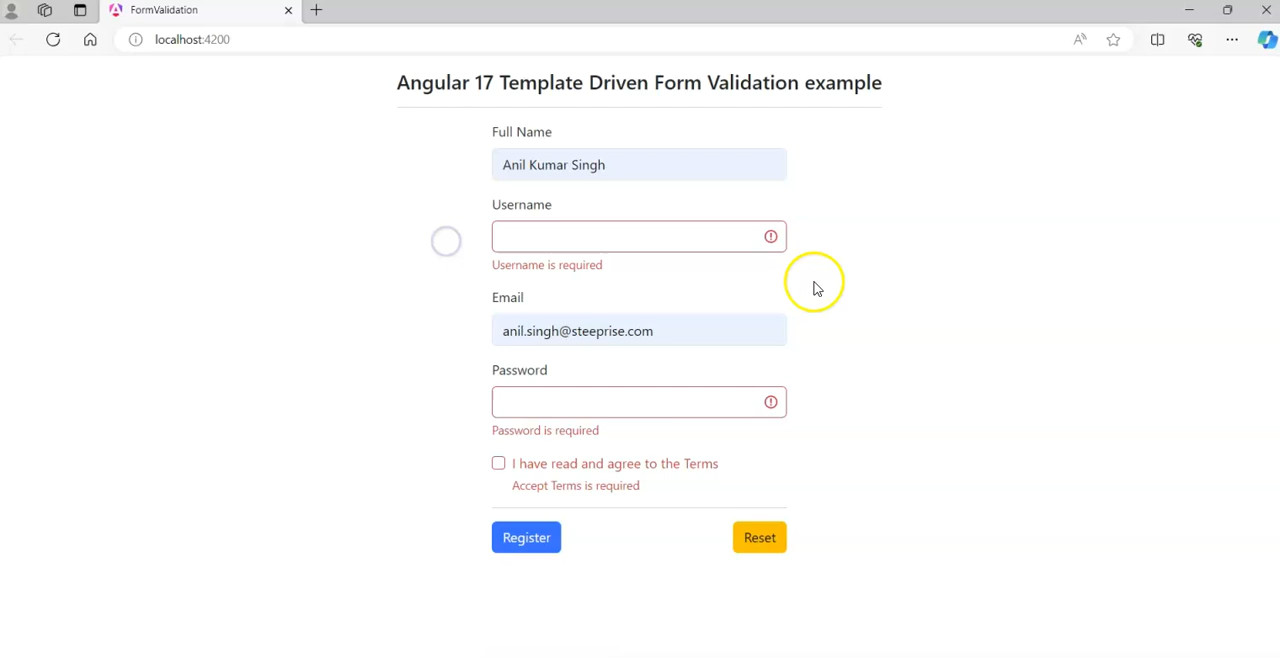 FormValidation
localhost:4200
Angular 17 Template Driven Form Validation example
Full Name
Anil Kumar Singh
Username
Username is required
Email
anil.singh@steeprise.com
Password
Password is required
I have read and agree to the Terms
Accept Terms is required
Register Reset